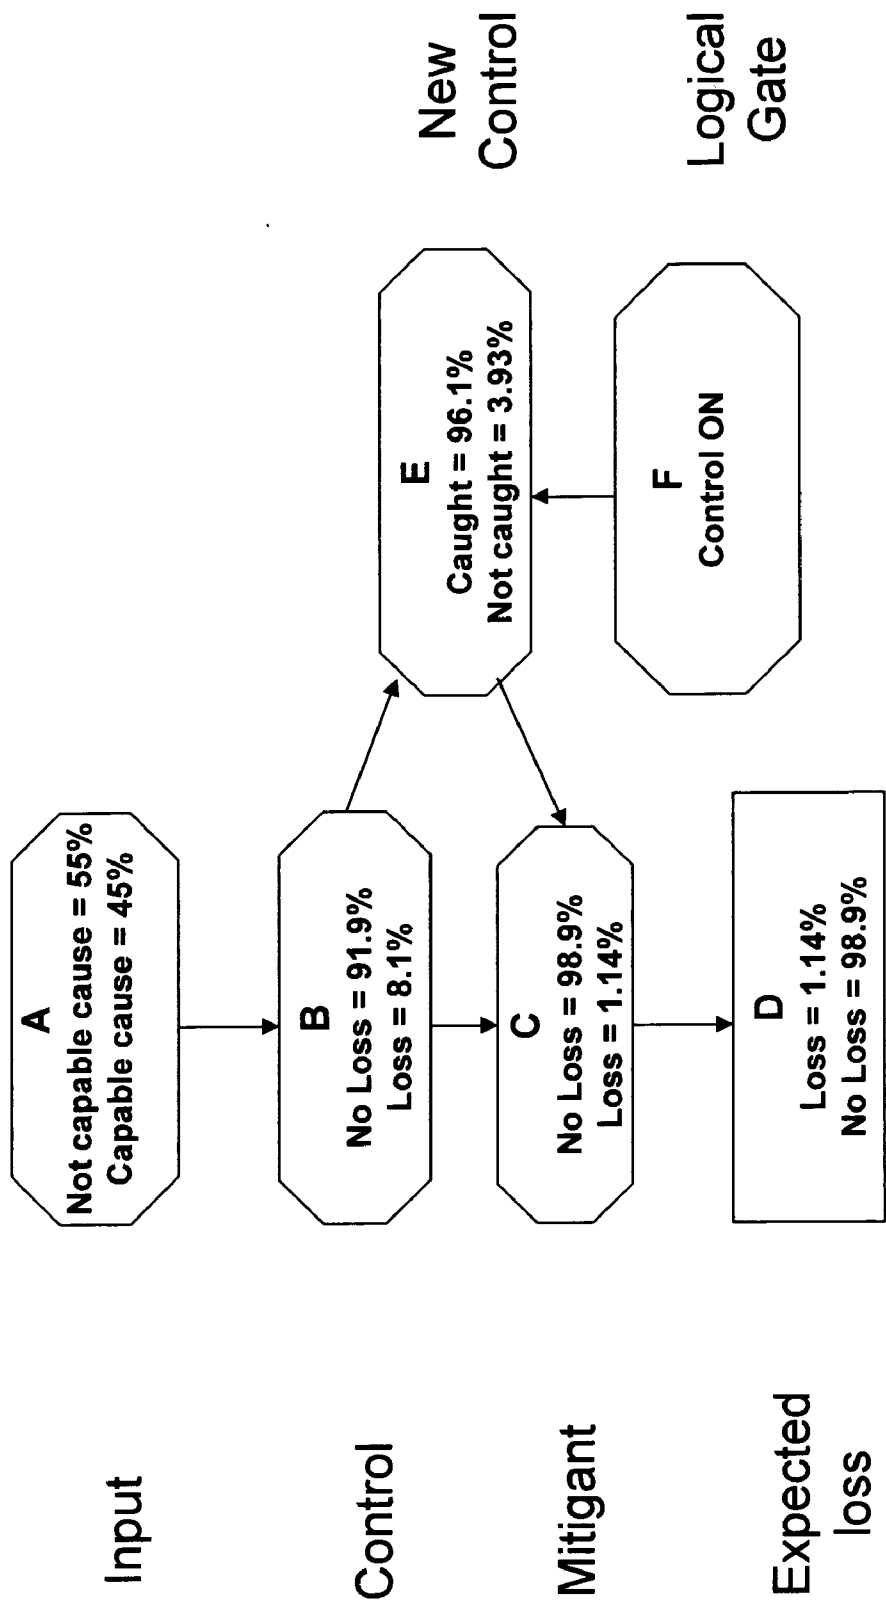 Input
A
Not capable cause = 55%
Capable cause = 45%
Control
B
No Loss = 91.9%
Loss = 8.1%
E
Caught = 96.1%
Not caught = 3.93%
New
Control
Mitigant
C
No Loss = 98.9%
Loss = 1.14%
F
Control ON
Logical
Gate
Expected
loss
D
Loss = 1.14%
No Loss = 98.9%